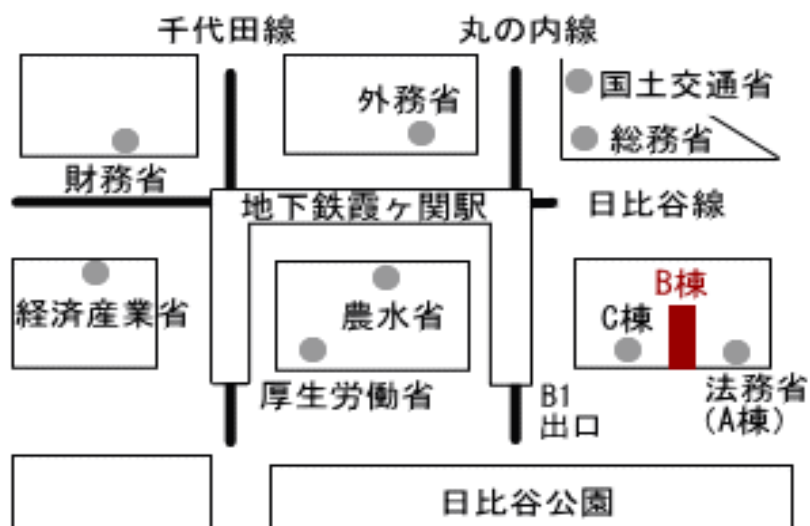 千代田線
丸の内線
外務省
国土交通省
総務省
財務省
地下鉄霞ヶ関駅
日比谷線
B棟
経済産業省
農水省
C棟
厚生労働省
B1
出口
法務省
(A棟)
日比谷公園